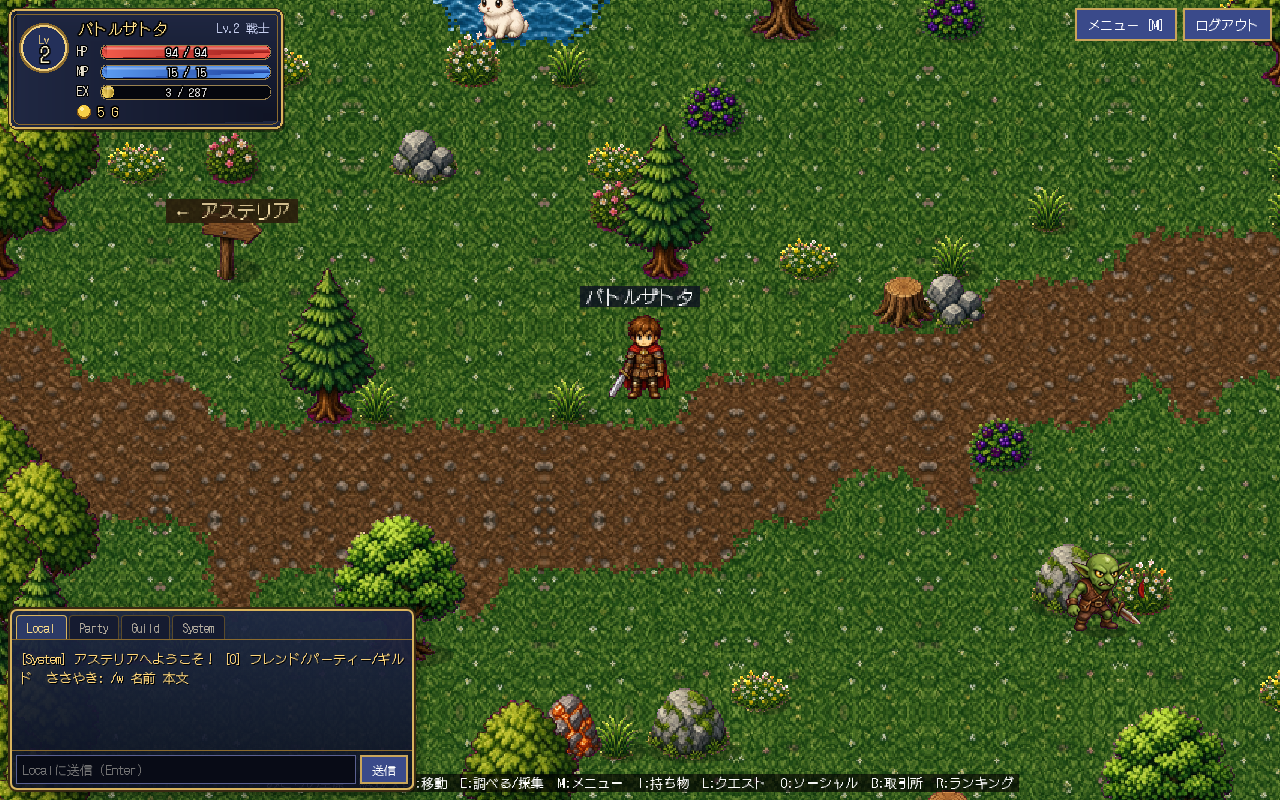 Lv
2
バトルザトタ
Lv.2 戦士
HP 94 / 94
MP 15 / 15
EX 3 / 287
5 G
メニュー [M]
ログアウト
← アステリア
バトルザトタ
Local
Party
Guild
System
[System] アステリアへようこそ! [O] フレンド/パーティー/ギル
ド ささやき: /w 名前 本文
Localに送信 (Enter)
送信
:移動 E:調べる/採集 M:メニュー I:持ち物 L:クエスト O:ソーシャル B:取引所 R:ランキング